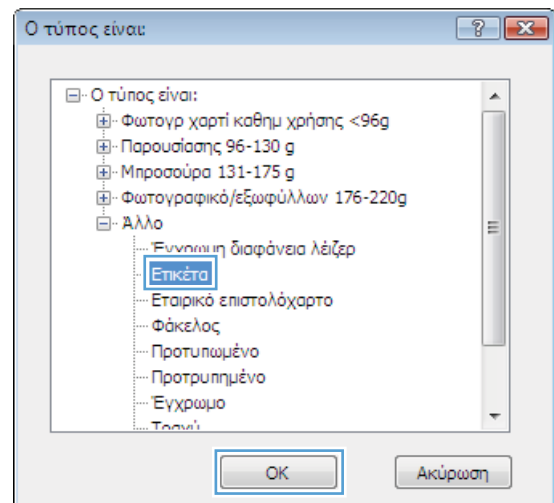 Ο τύπος είναι:
Ο τύπος είναι:
Φωτογρ χαρτί καθημ χρήσης <96g
Παρουσίασης 96-130 g
Μπροσούρα 131-175 g
Φωτογραφικό/εξωφύλλων 176-220g
Άλλο
Έγχρωμη διαφάνεια λέιζερ
Ετικέτα
Εταιρικό επιστολόχαρτο
Φάκελος
Προτυπωμένο
Προτρυπημένο
Έγχρωμο
Τραχύ
OK
Ακύρωση